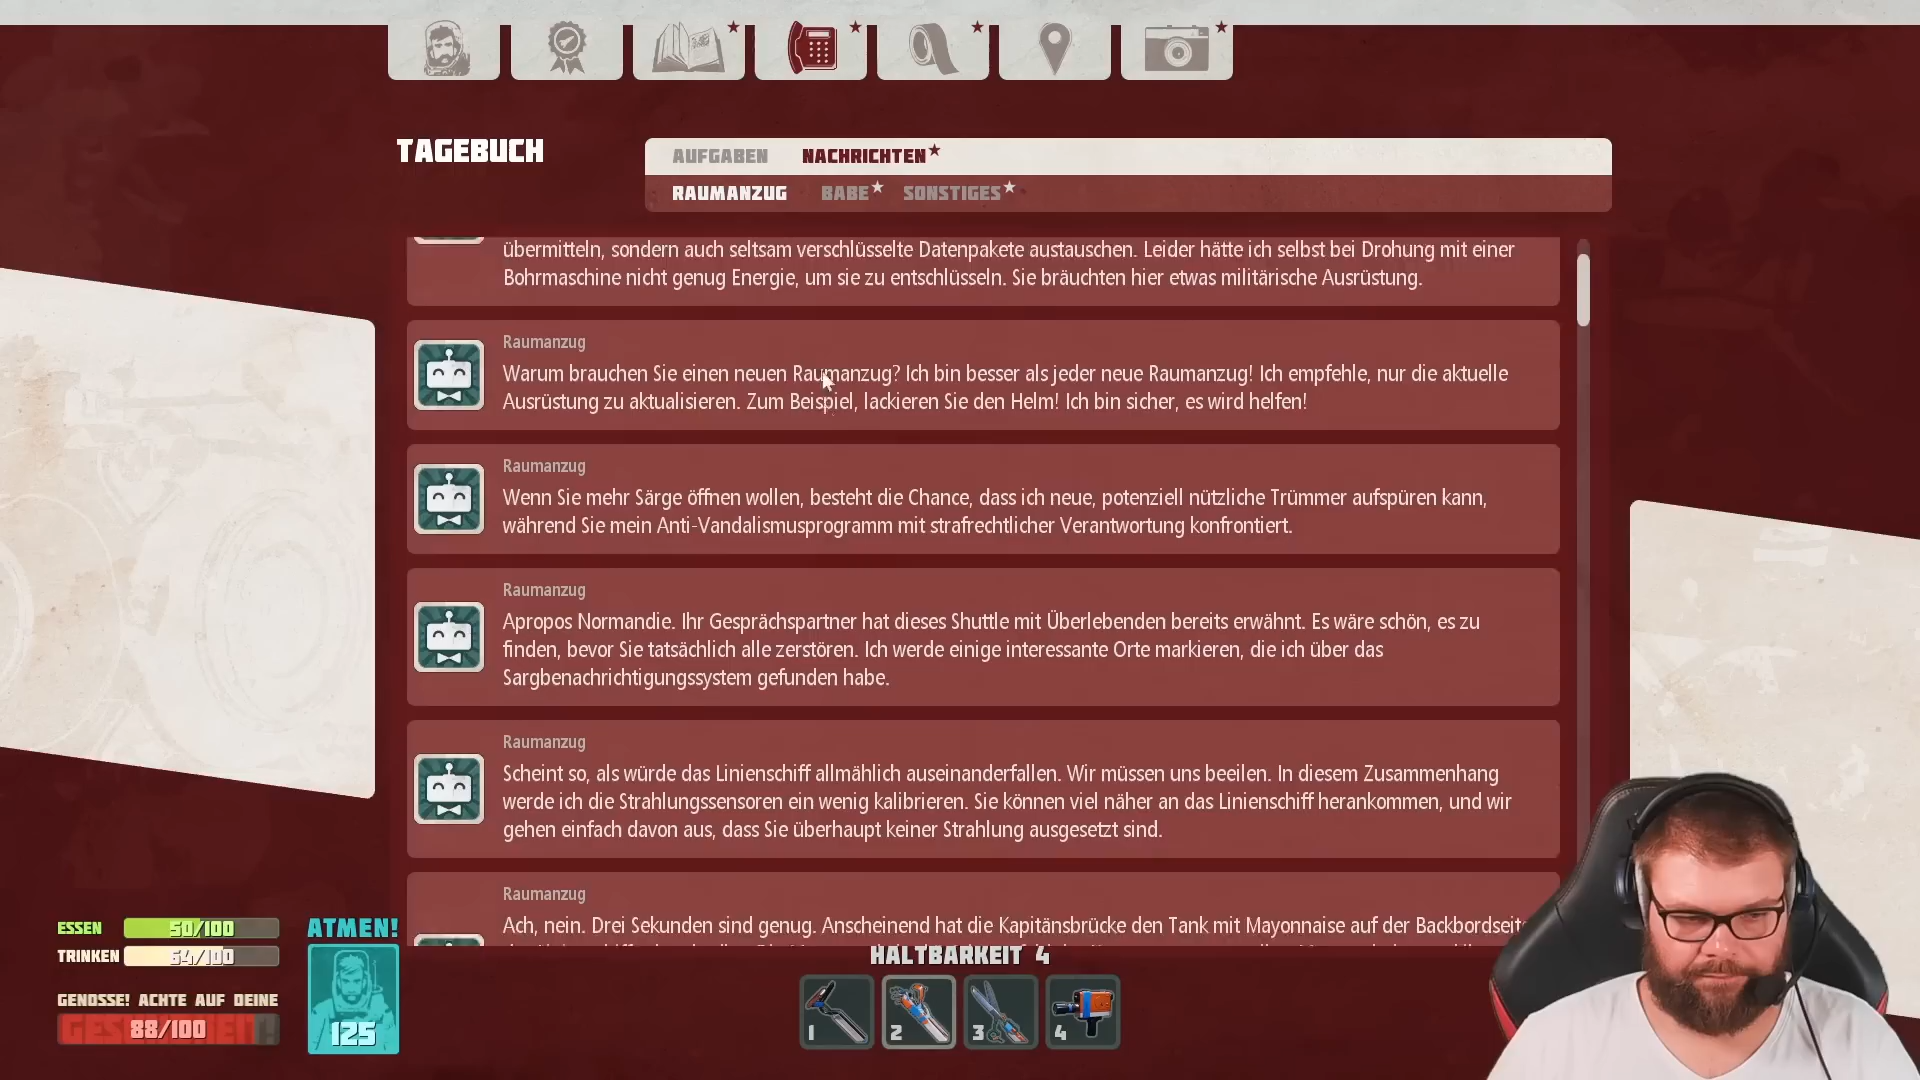 TAGEBUCH
AUFGABEN NACHRICHTEN
RAUMANZUG BABE SONSTIGES
übermitteln, sondern auch seltsam verschlüsselte Datenpakete austauschen. Leider hätte ich selbst bei Drohung mit einer
Bohrmaschine nicht genug Energie, um sie zu entschlüsseln. Sie bräuchten hier etwas militärische Ausrüstung.
Raumanzug
Warum brauchen Sie einen neuen Raumanzug? Ich bin besser als jeder neue Raumanzug! Ich empfehle, nur die aktuelle
Ausrüstung zu aktualisieren. Zum Beispiel, lackieren Sie den Helm! Ich bin sicher, es wird helfen!
Raumanzug
Wenn Sie mehr Särge öffnen wollen, besteht die Chance, dass ich neue, potenziell nützliche Trümmer aufspüren kann,
während Sie mein Anti-Vandalismusprogramm mit strafrechtlicher Verantwortung konfrontiert.
Raumanzug
Apropos Normandie. Ihr Gesprächspartner hat dieses Shuttle mit Überlebenden bereits erwähnt. Es wäre schön, es zu
finden, bevor Sie tatsächlich alle zerstören. Ich werde einige interessante Orte markieren, die ich über das
Sargbenachrichtigungssystem gefunden habe.
Raumanzug
Scheint so, als würde das Linienschiff allmählich auseinanderfallen. Wir müssen uns beeilen. In diesem Zusammenhang
werde ich die Strahlungssensoren ein wenig kalibrieren. Sie können viel näher an das Linienschiff herankommen, und wir
gehen einfach davon aus, dass Sie überhaupt keiner Strahlung ausgesetzt sind.
Raumanzug
Ach, nein. Drei Sekunden sind genug. Anscheinend hat die Kapitänsbrücke den Tank mit Mayonnaise auf der Backbordseite
ESSEN 50/100
TRINKEN 64/100
ATMEN!
125
GENOSSE! ACHTE AUF DEINE
GESUNDHEIT! 88/100
HALTBARKEIT 4
1 2 3 4